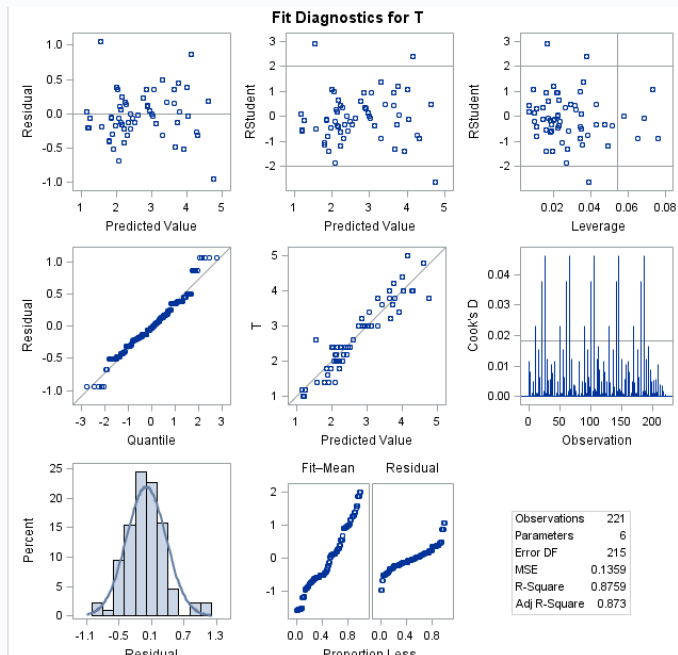 Fit Diagnostics for T
1.0
0.5
0.0
-0.5
-1.0
Residual
1 2 3 4 5
Predicted Value
3
2
1
0
-1
-2
RStudent
1 2 3 4 5
Predicted Value
3
2
1
0
-1
-2
RStudent
0.02 0.04 0.06 0.08
Leverage
1.0
0.5
0.0
-0.5
-1.0
Residual
-3 -2 -1 0 1 2 3
Quantile
5
4
3
2
1
T
1 2 3 4 5
Predicted Value
0.04
0.03
0.02
0.01
0.00
Cook's D
0 50 100 150 200
Observation
25
20
15
10
5
0
Percent
-1.1 -0.5 0.1 0.7 1.3
Residual
Fit–Mean Residual
2
1
0
-1
0.0 0.4 0.8 0.0 0.4 0.8
Proportion Less
Observations 221
Parameters 6
Error DF 215
MSE 0.1359
R-Square 0.8759
Adj R-Square 0.873